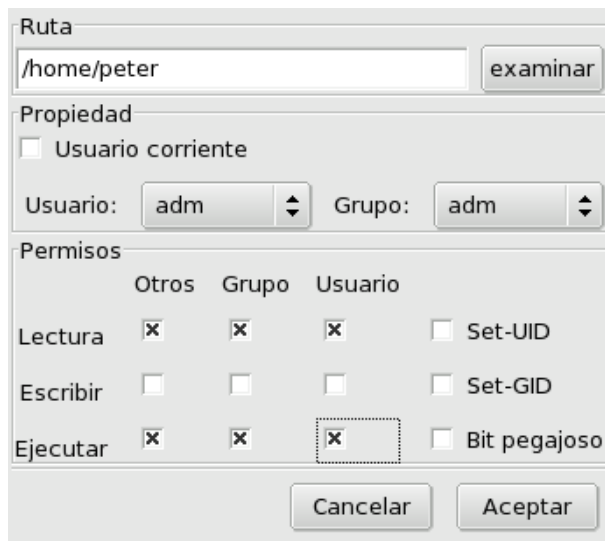 Ruta
/home/peter examinar
Propiedad
Usuario corriente
Usuario: adm Grupo: adm
Permisos
Otros Grupo Usuario
Lectura Set-UID
Escribir Set-GID
Ejecutar Bit pegajoso
Cancelar Aceptar